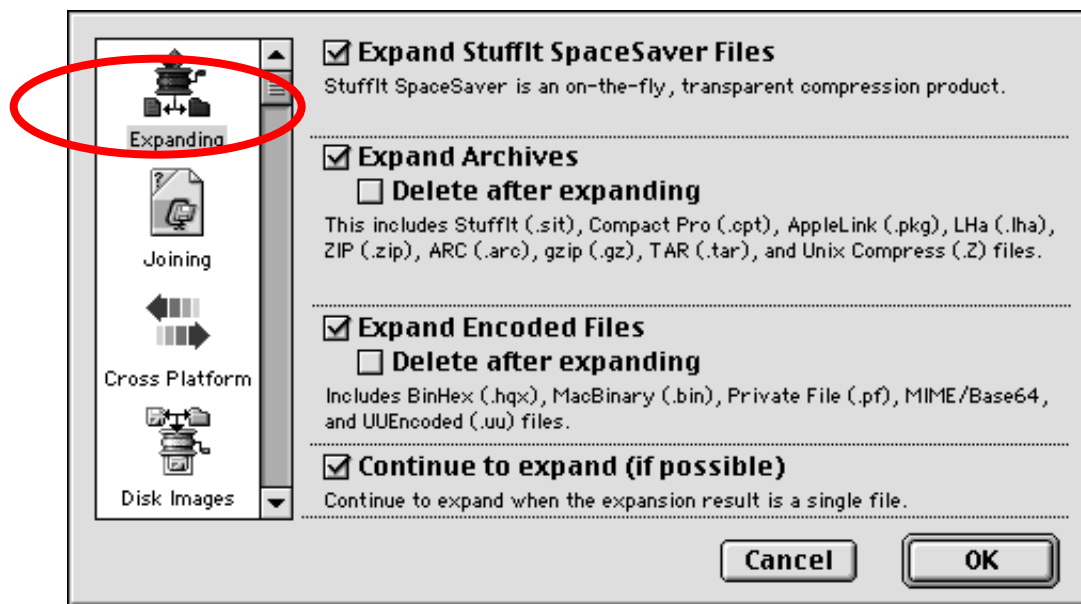 Expanding
Joining
Cross Platform
Disk Images
Expand StuffIt SpaceSaver Files
StuffIt SpaceSaver is an on-the-fly, transparent compression product.
Expand Archives
Delete after expanding
This includes StuffIt (.sit), Compact Pro (.cpt), AppleLink (.pkg), LHa (.lha),
ZIP (.zip), ARC (.arc), gzip (.gz), TAR (.tar), and Unix Compress (.Z) files.
Expand Encoded Files
Delete after expanding
Includes BinHex (.hqx), MacBinary (.bin), Private File (.pf), MIME/Base64,
and UUEncoded (.uu) files.
Continue to expand (if possible)
Continue to expand when the expansion result is a single file.
Cancel
OK